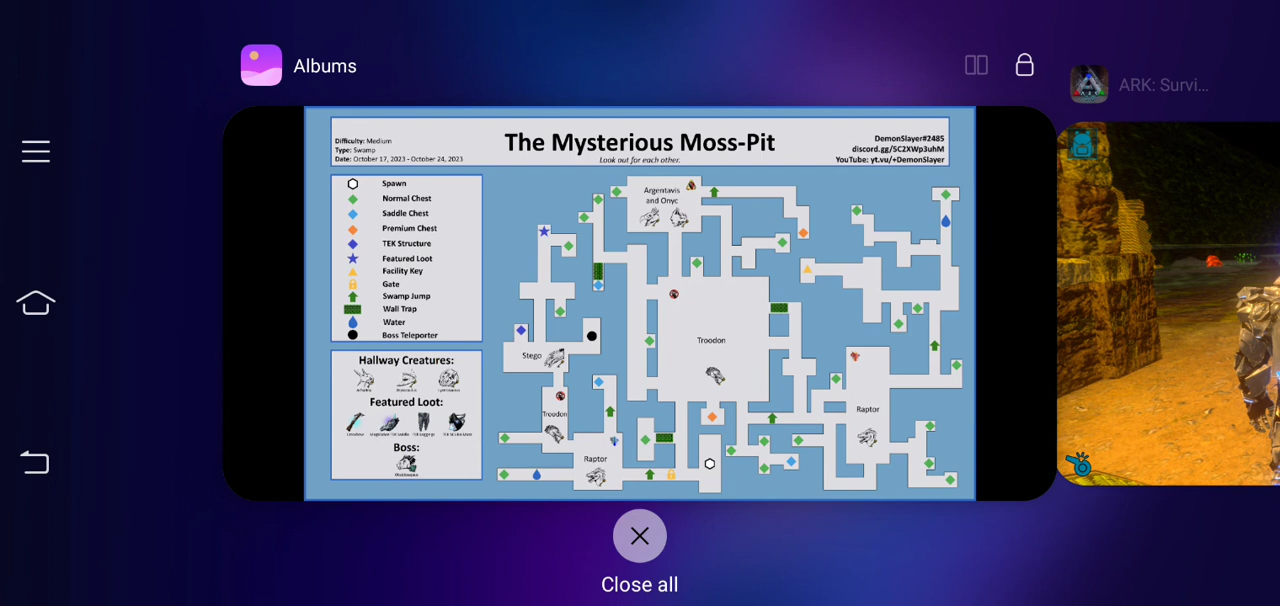 Albums
ARK: Survi...
Difficulty: Medium
Type: Swamp
Date: October 17, 2023 - October 24, 2023
The Mysterious Moss-Pit
Look out for each other.
DemonSlayer#2485
discord.gg/5C2XWp3uhM
YouTube: yt.vu/+DemonSlayer
Spawn
Normal Chest
Saddle Chest
Premium Chest
TEK Structure
Featured Loot
Facility Key
Gate
Swamp Jump
Wall Trap
Water
Boss Teleporter
Hallway Creatures:
Featured Loot:
Boss:
Argentavis
and Onyc
Troodon
Stego
Troodon
Raptor
Raptor
Close all